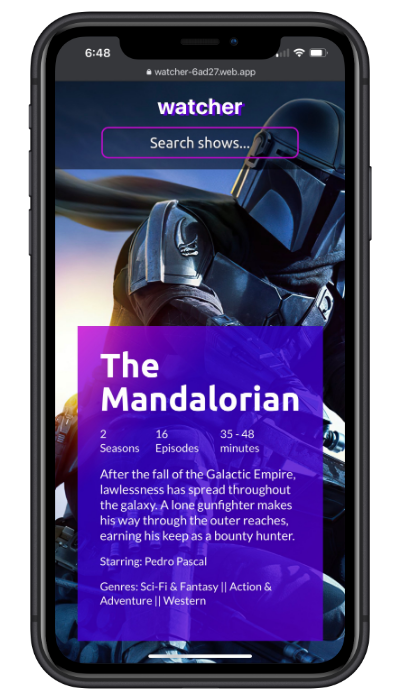 6:48
watcher-6ad27.web.app
watcher
Search shows...
The
Mandalorian
2 16 35 - 48
Seasons Episodes minutes
After the fall of the Galactic Empire,
lawlessness has spread throughout
the galaxy. A lone gunfighter makes
his way through the outer reaches,
earning his keep as a bounty hunter.
Starring: Pedro Pascal
Genres: Sci-Fi & Fantasy || Action &
Adventure || Western